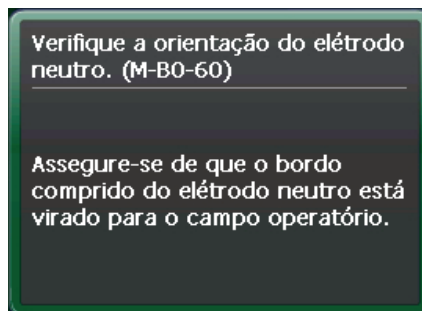 Verifique a orientação do elétrodo
neutro. (M-B0-60)
Assegure-se de que o bordo
comprido do elétrodo neutro está
virado para o campo operatório.